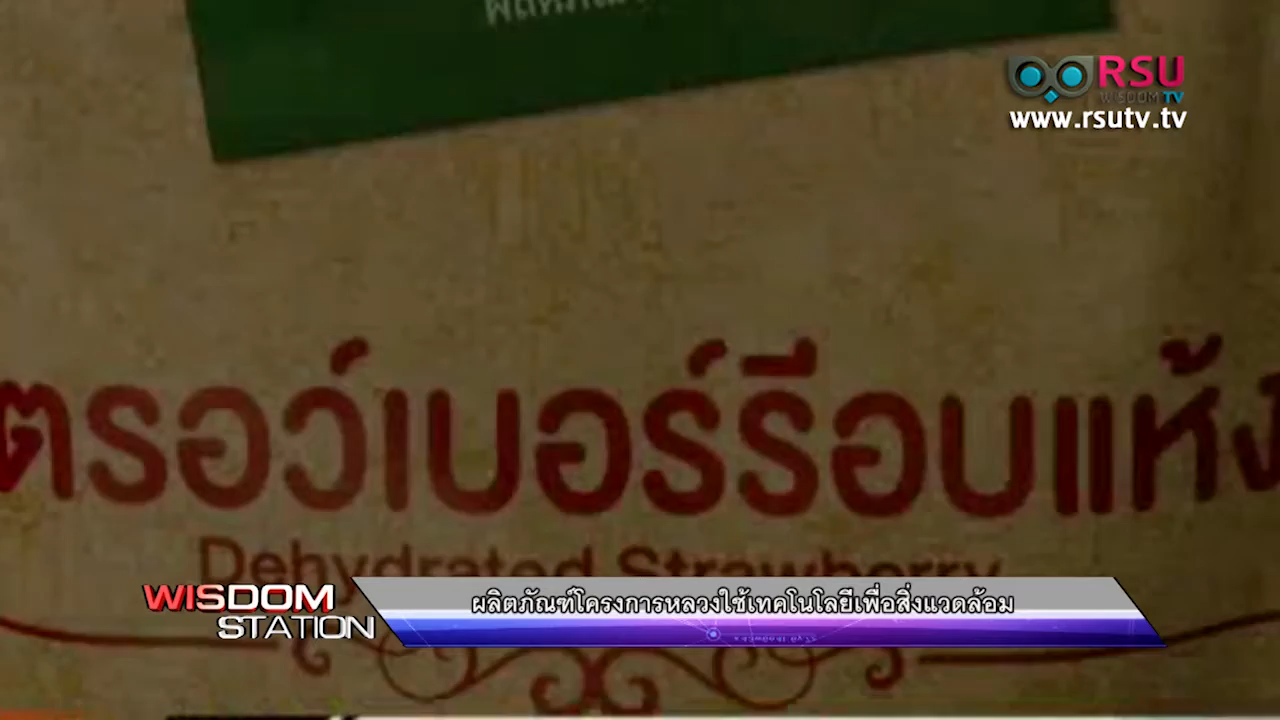 RSU
WISDOM TV
www.rsutv.tv
ตรอว์เบอร์รีอบแห้ง
Dehydrated Strawberry
WISDOM
STATION
ผลิตภัณฑ์โครงการหลวงใช้เทคโนโลยีเพื่อสิ่งแวดล้อม